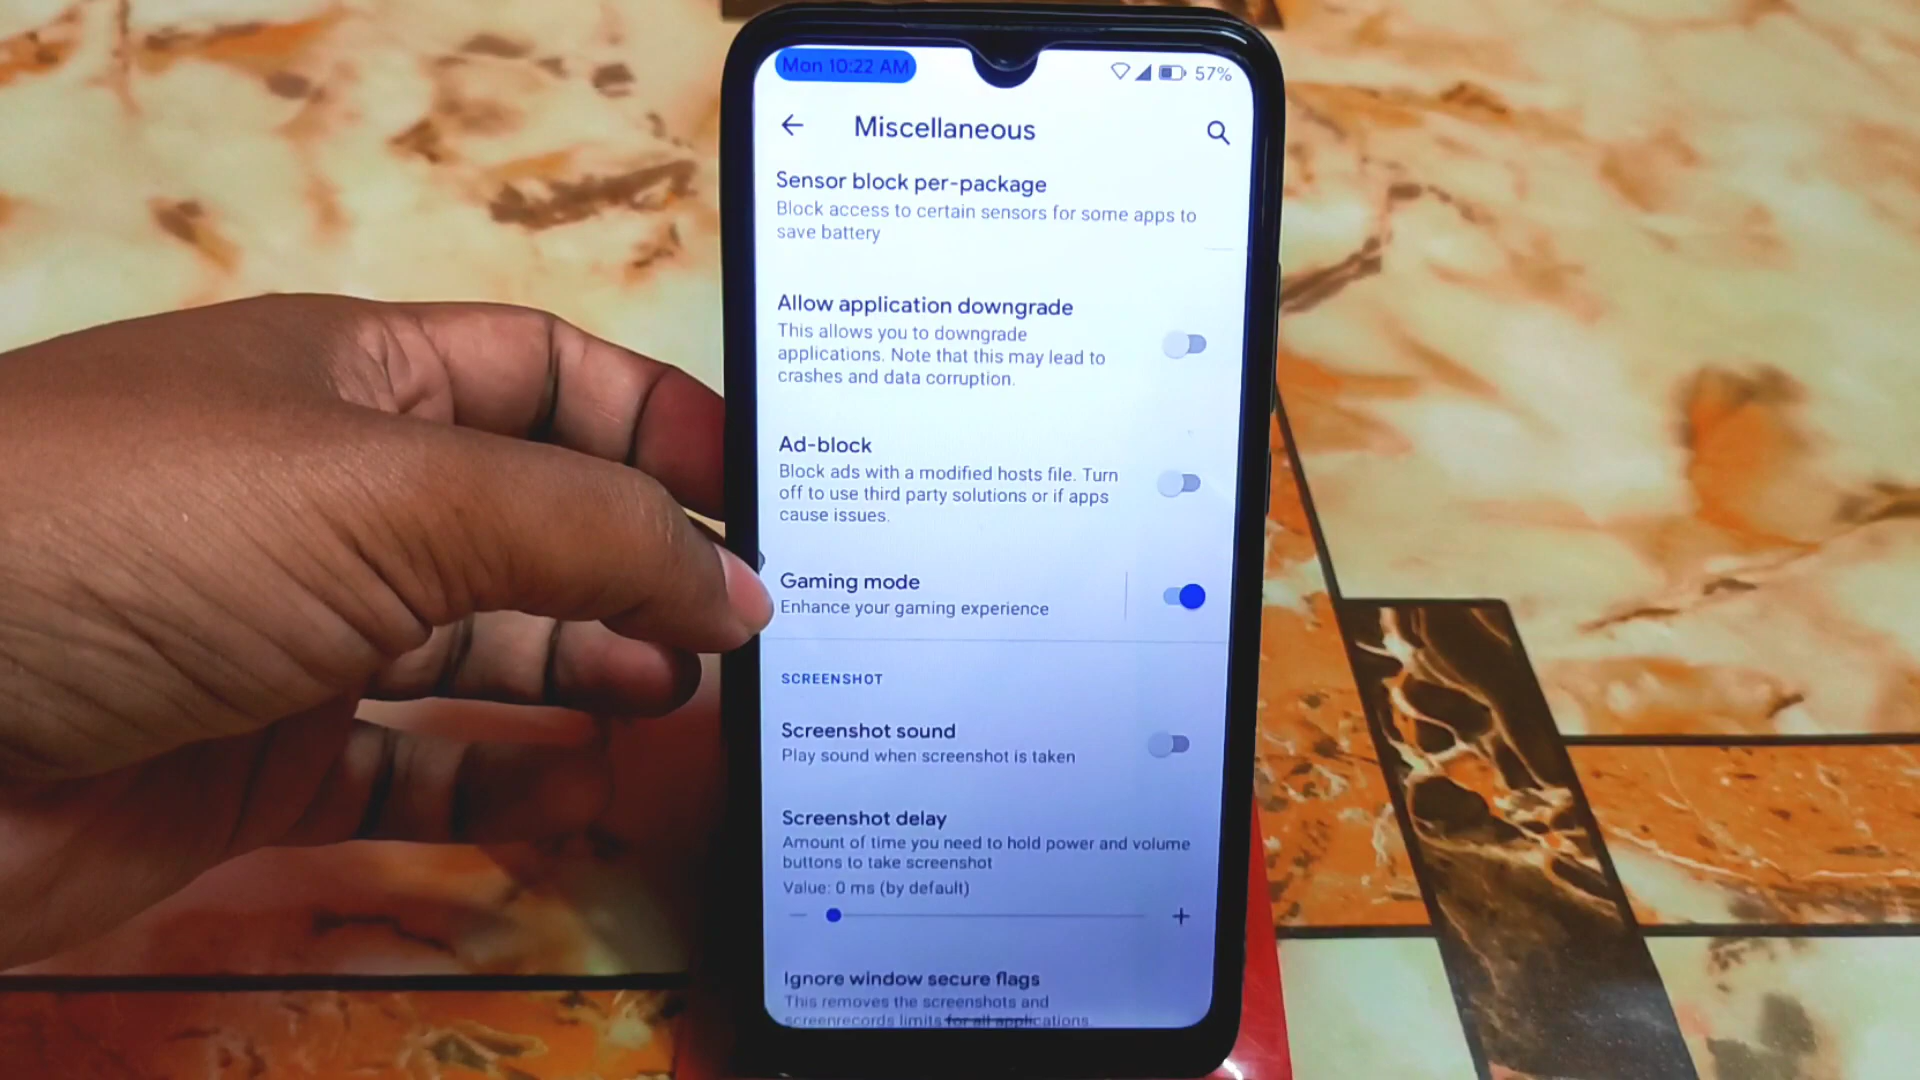 Mon 10:22 AM
57%
Miscellaneous
Sensor block per-package
Block access to certain sensors for some apps to
save battery
Allow application downgrade
This allows you to downgrade
applications. Note that this may lead to
crashes and data corruption.
Ad-block
Block ads with a modified hosts file. Turn
off to use third party solutions or if apps
cause issues.
Gaming mode
Enhance your gaming experience
SCREENSHOT
Screenshot sound
Play sound when screenshot is taken
Screenshot delay
Amount of time you need to hold power and volume
buttons to take screenshot
Value: 0 ms (by default)
Ignore window secure flags
This removes the screenshots and
screenrecords limits for all applications